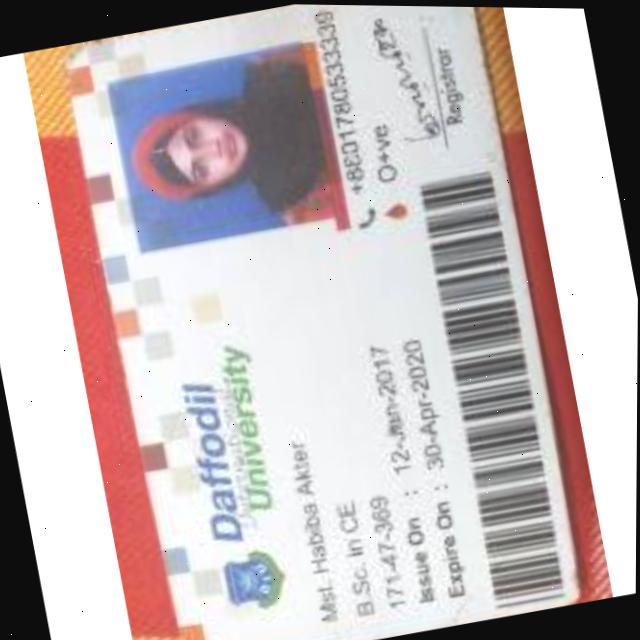 Daffodil
International
University
Mst. Habiba Akter
B.Sc. in CE
171-47-369
Issue On : 12-Jan-2017
Expire On : 30-Apr-2020
+8801780533339
O+ve
Registrar